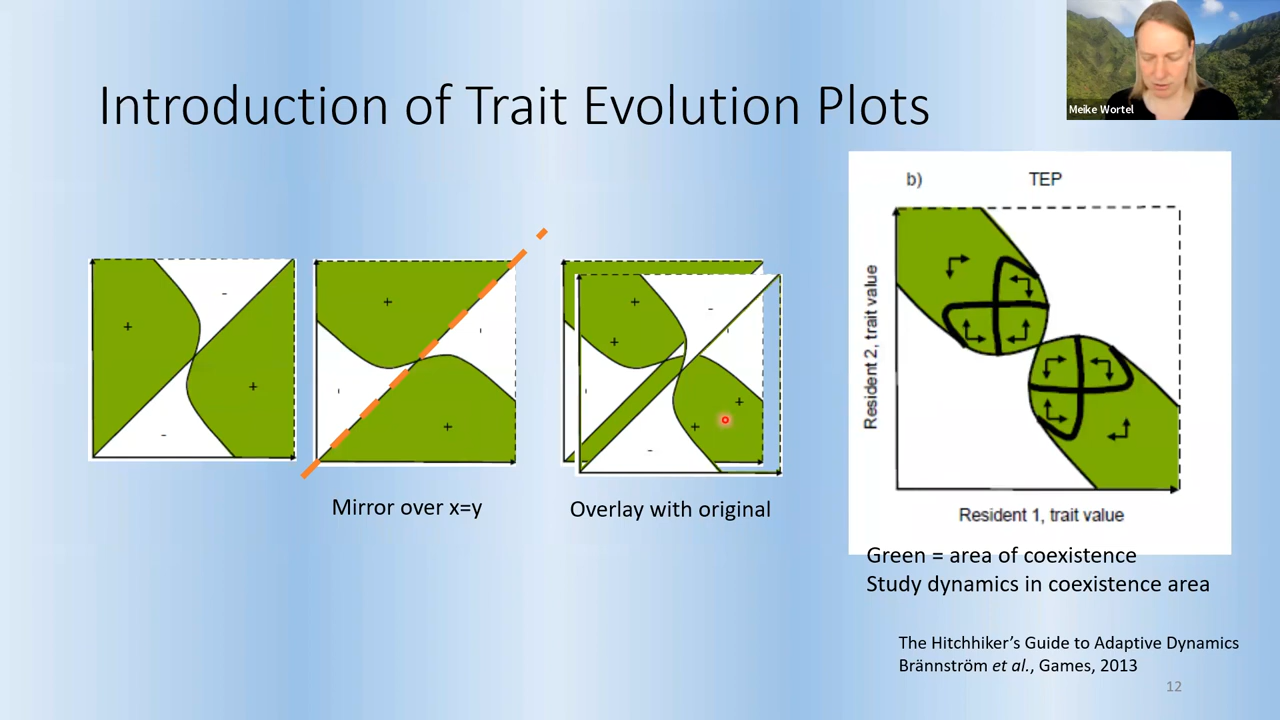 Introduction of Trait Evolution Plots
Meike Wortel
+
-
+
-
+
-
-
+
+
+
-
-
+
+
-
Mirror over x=y
Overlay with original
b) TEP
Resident 2, trait value
Resident 1, trait value
Green = area of coexistence
Study dynamics in coexistence area
The Hitchhiker's Guide to Adaptive Dynamics
Brännström et al., Games, 2013
12